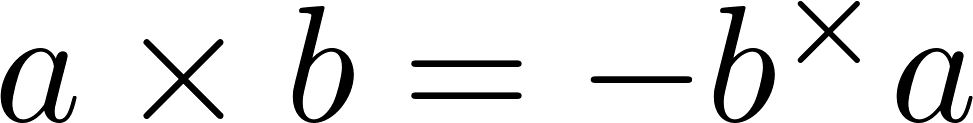 a × b = −b^× a